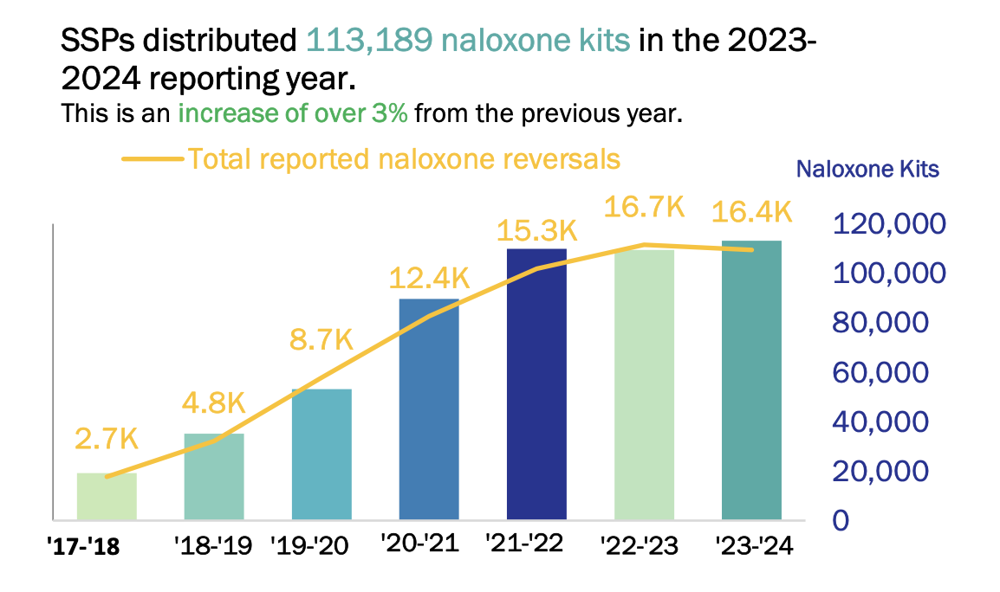 SSPs distributed 113,189 naloxone kits in the 2023-
2024 reporting year.
This is an increase of over 3% from the previous year.
Total reported naloxone reversals
Naloxone Kits
2.7K
4.8K
8.7K
12.4K
15.3K
16.7K
16.4K
120,000
100,000
80,000
60,000
40,000
20,000
0
'17-'18 '18-'19 '19-'20 '20-'21 '21-'22 '22-'23 '23-'24